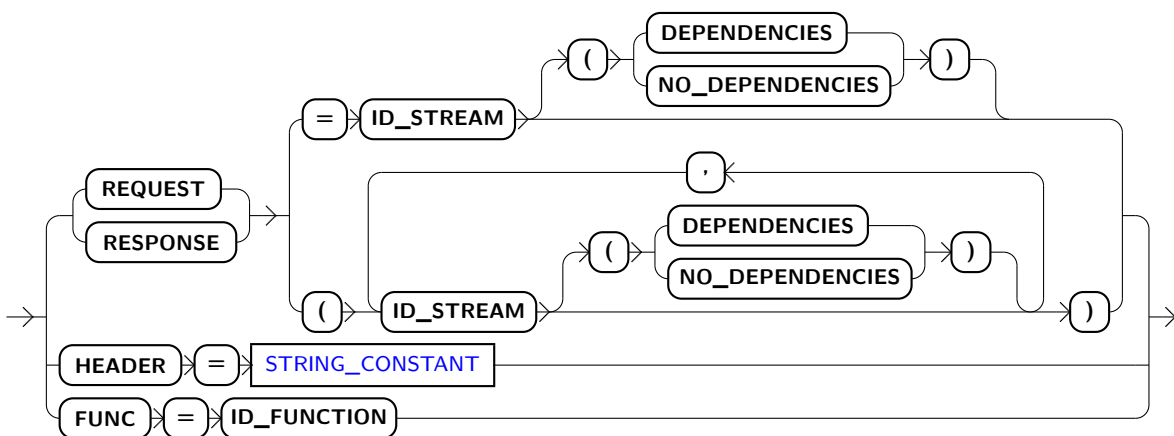 DEPENDENCIES
( )
NO_DEPENDENCIES
= ID_STREAM
,
REQUEST
RESPONSE
DEPENDENCIES
( )
NO_DEPENDENCIES
( ID_STREAM )
HEADER = STRING_CONSTANT
FUNC = ID_FUNCTION